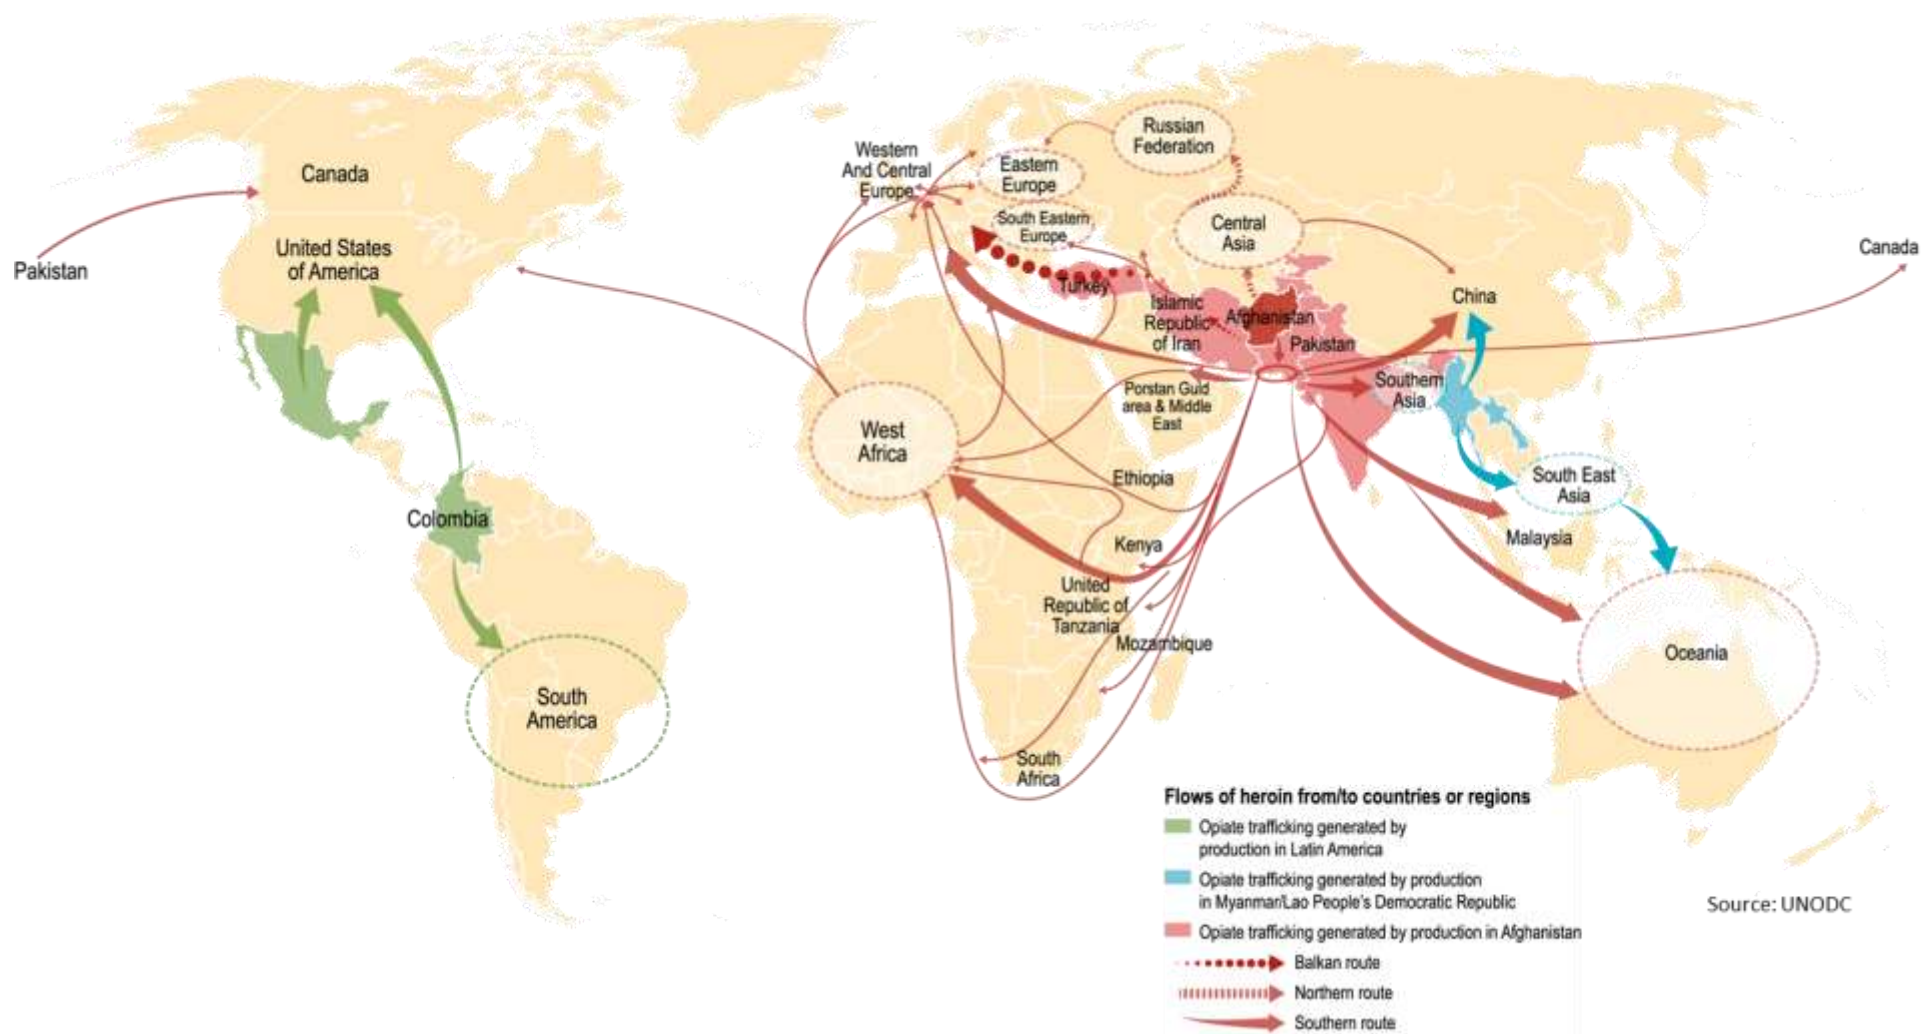 Canada
United States
of America
Pakistan
Colombia
South
America
Western
And Central
Europe
Eastern
Europe
Russian
Federation
South Eastern
Europe
Central
Asia
Turkey
Islamic
Republic
of Iran
Afghanistan
Pakistan
China
Canada
Southern
Asia
Porstan Guld
area & Middle
East
West
Africa
Ethiopia
Kenya
United
Republic of
Tanzania
Mozambique
South
Africa
South East
Asia
Malaysia
Oceania
Flows of heroin from/to countries or regions
Opiate trafficking generated by
production in Latin America
Opiate trafficking generated by production
in Myanmar/Lao People's Democratic Republic
Opiate trafficking generated by production in Afghanistan
Balkan route
Northern route
Southern route
Source: UNODC